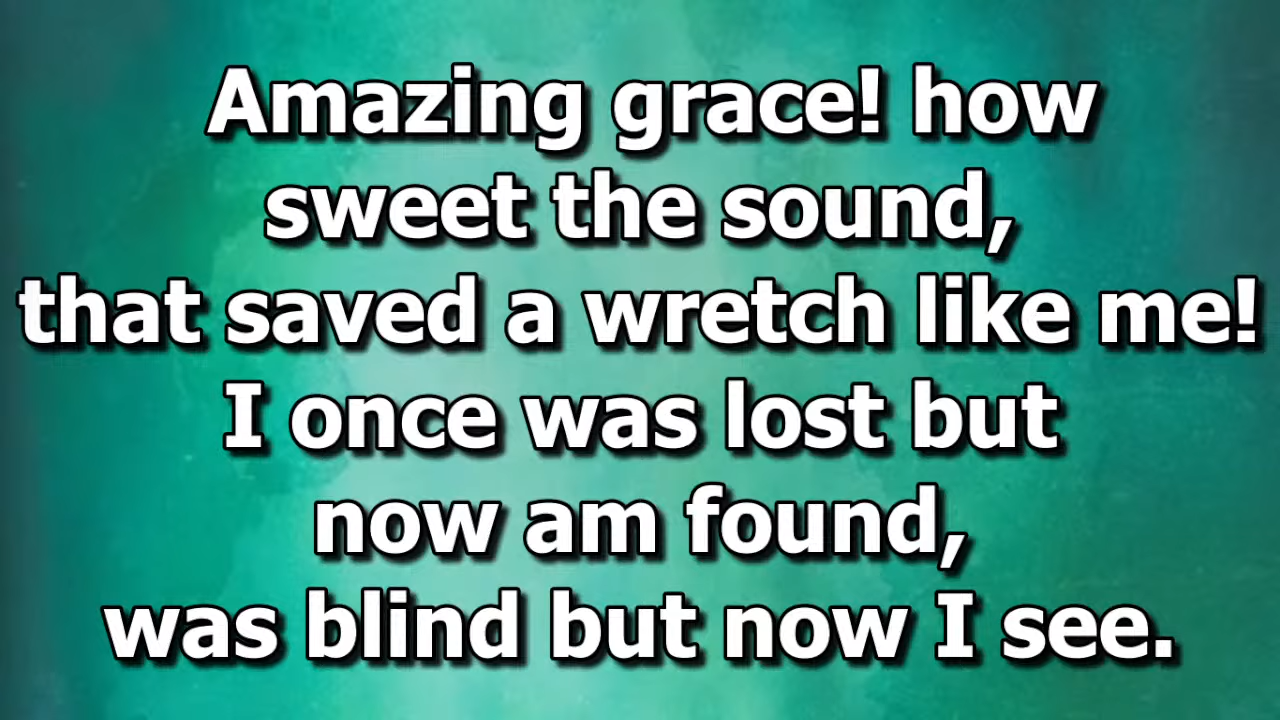 Amazing grace! how
sweet the sound,
that saved a wretch like me!
I once was lost but
now am found,
was blind but now I see.